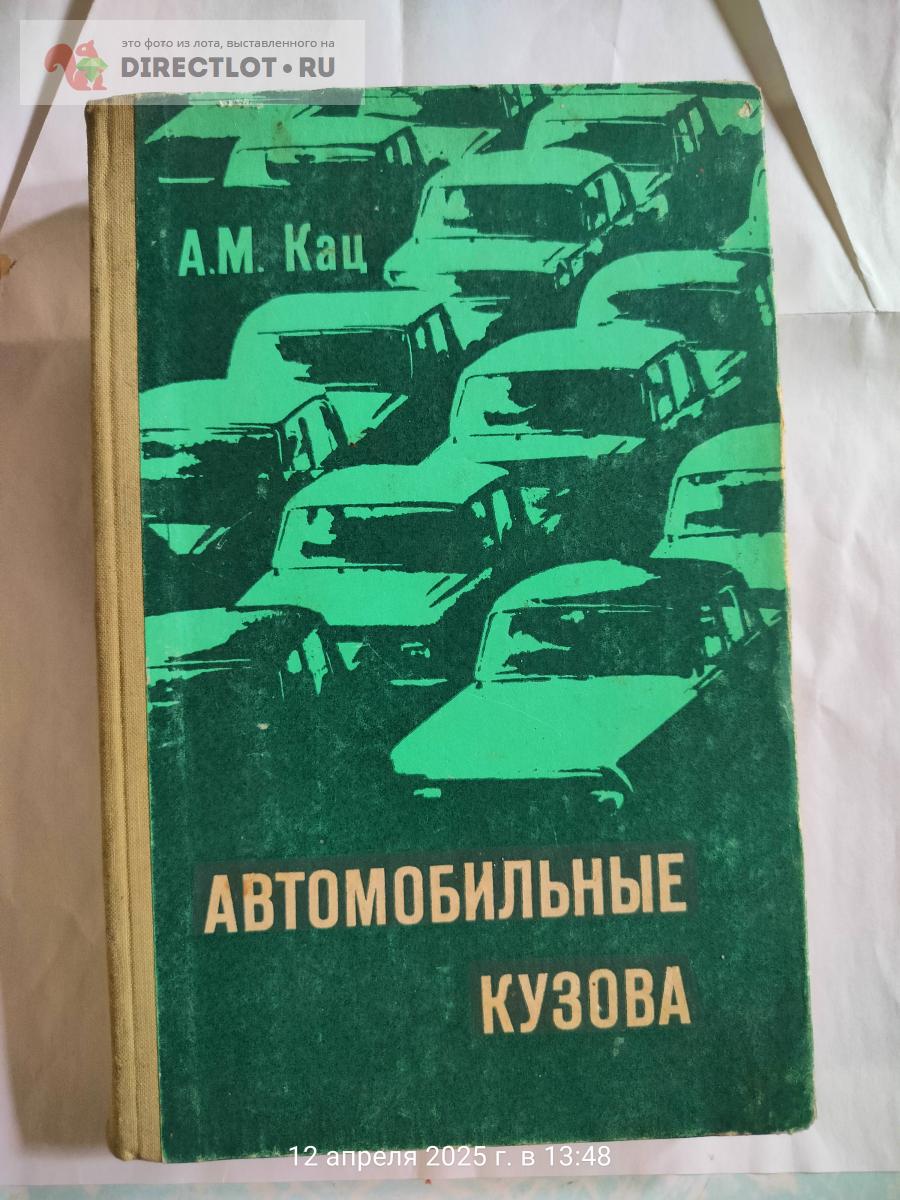 это фото из лота, выставленного на
DIRECTLOT•RU
А.М. Кац
АВТОМОБИЛЬНЫЕ
КУЗОВА
12 апреля 2025 г. в 13:48